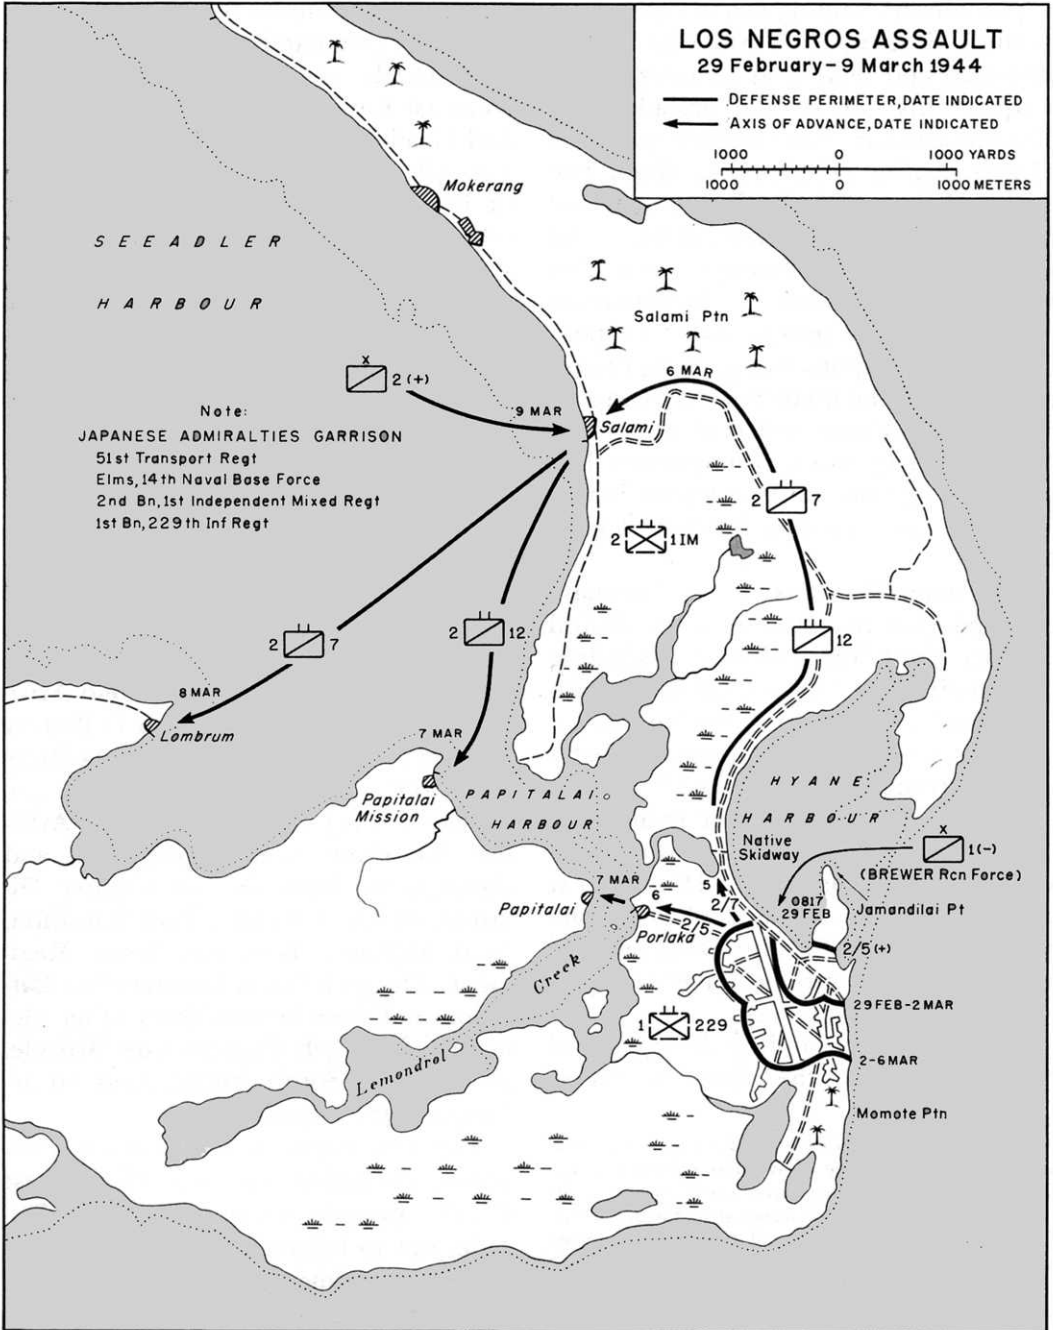 LOS NEGROS ASSAULT
29 February-9 March 1944
DEFENSE PERIMETER, DATE INDICATED
AXIS OF ADVANCE, DATE INDICATED
1000 0 1000 YARDS
1000 0 1000 METERS
Mokerang
SEEADLER
HARBOUR
Salami Ptn
X
2 (+)
6 MAR
9 MAR
Salami
Note:
JAPANESE ADMIRALTIES GARRISON
51st Transport Regt
Elms, 14th Naval Base Force
2nd Bn, 1st Independent Mixed Regt
1st Bn, 229th Inf Regt
2 7
2 1 IM
2 7
2 12
12
8 MAR
Lombrum
7 MAR
Papitalai
Mission
PAPITALAI
HARBOUR
HYANE
HARBOUR
Native
Skidway
X
1 (-)
(BREWER Rcn Force)
7 MAR
5
2/7
0817
29 FEB
Jamandilai Pt
Papitalai
6
2/5
Porlaka
2/5 (+)
Creek
29 FEB-2 MAR
1 229
2-6 MAR
Lemondrol
Momote Ptn